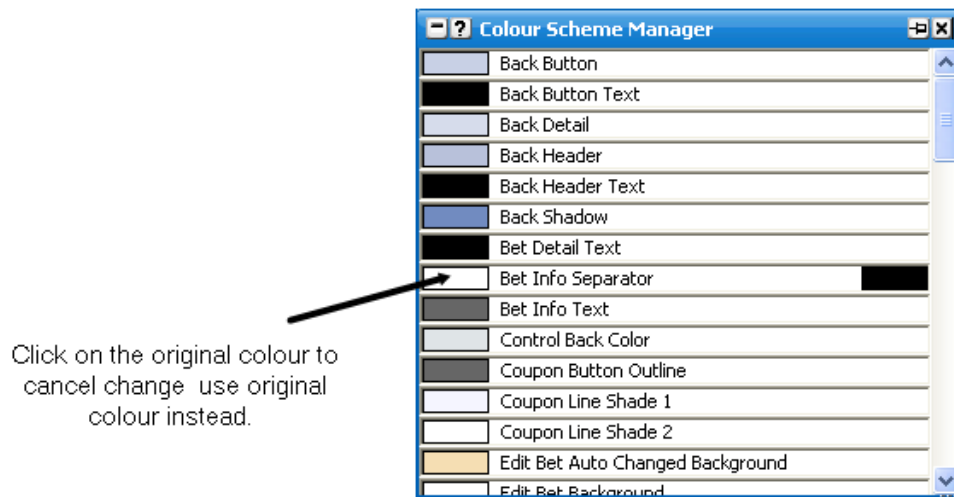 ? Colour Scheme Manager
Back Button
Back Button Text
Back Detail
Back Header
Back Header Text
Back Shadow
Bet Detail Text
Bet Info Separator
Bet Info Text
Control Back Color
Coupon Button Outline
Coupon Line Shade 1
Coupon Line Shade 2
Edit Bet Auto Changed Background
Edit Bet Background
Click on the original colour to
cancel change use original
colour instead.